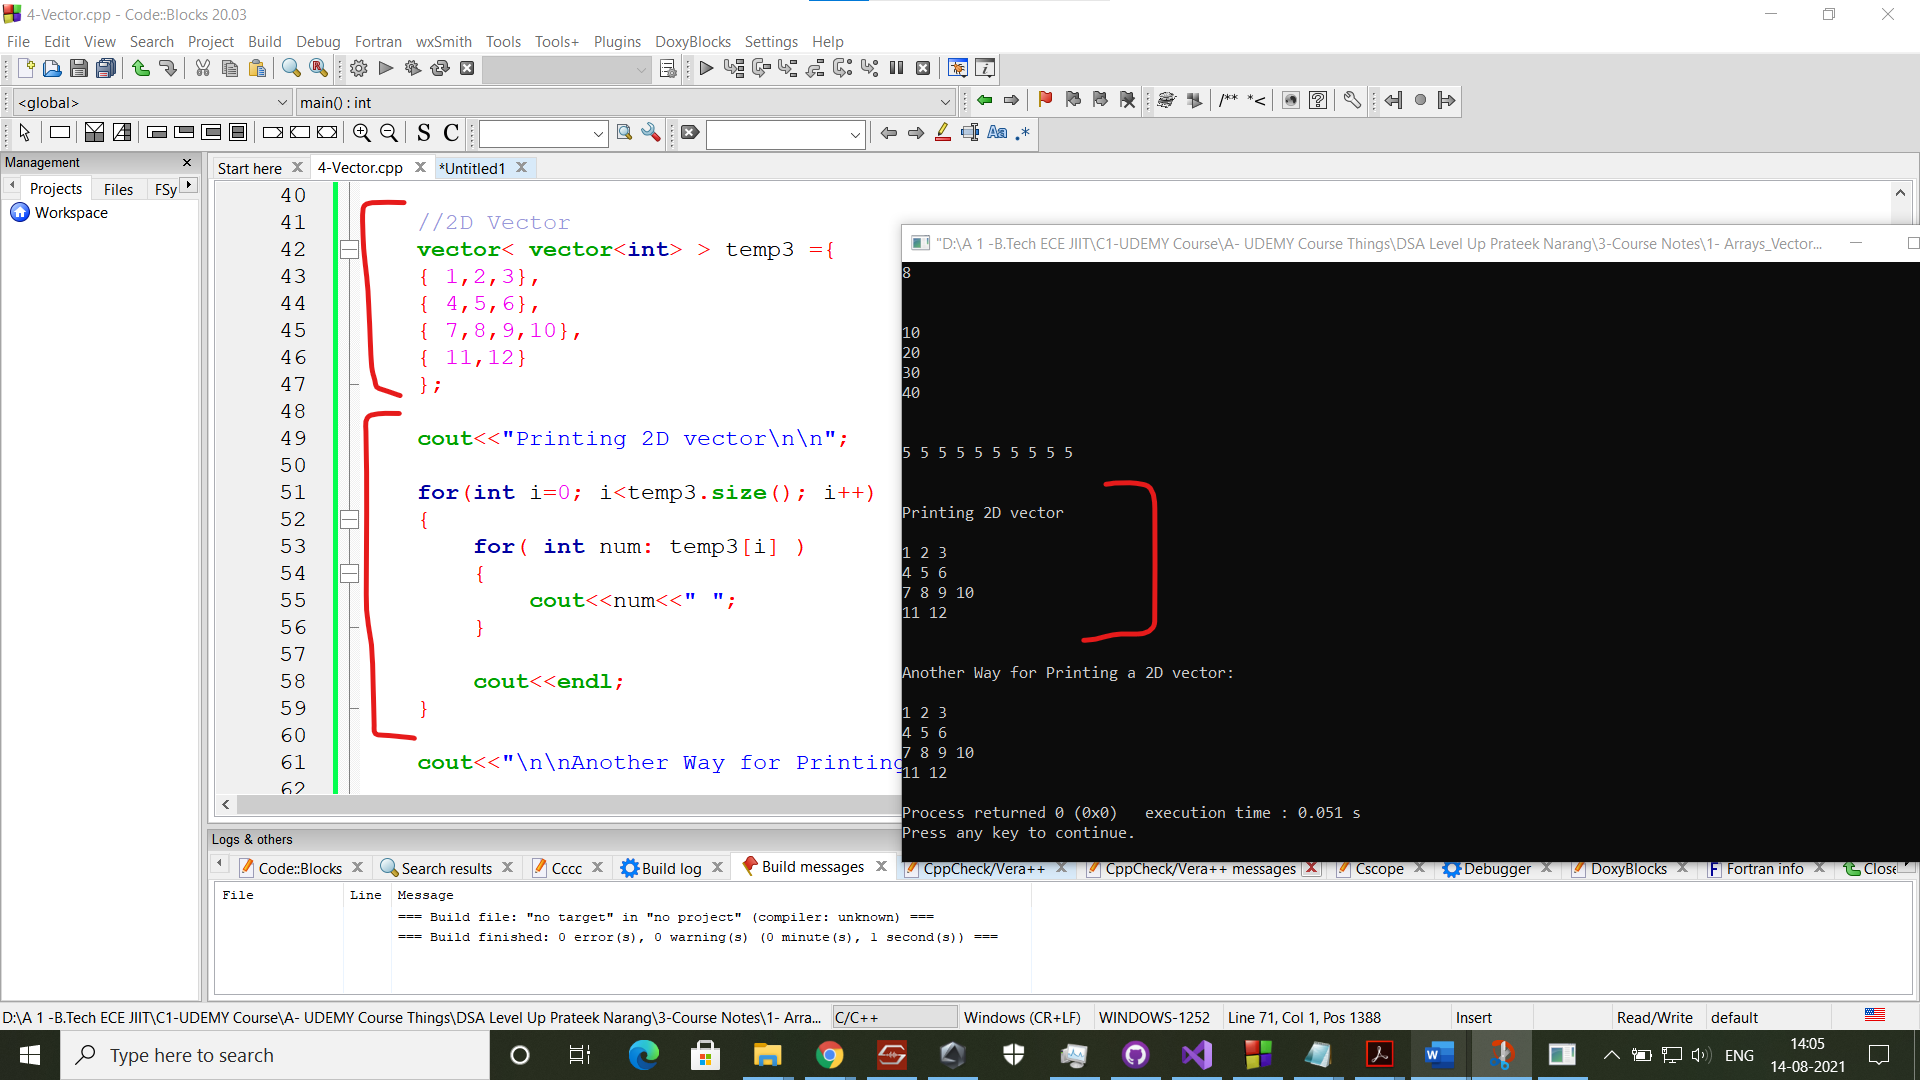 4-Vector.cpp - Code::Blocks 20.03
File Edit View Search Project Build Debug Fortran wxSmith Tools Tools+ Plugins DoxyBlocks Settings Help
<global> main() : int
/** *<
S C Aa .*
Management
Projects Files FSy
Workspace
Start here 4-Vector.cpp *Untitled1
40
41 //2D Vector
42 vector< vector<int> > temp3 ={
43 { 1,2,3},
44 { 4,5,6},
45 { 7,8,9,10},
46 { 11,12}
47 };
48
49 cout<<"Printing 2D vector\n\n";
50
51 for(int i=0; i<temp3.size(); i++)
52 {
53 for( int num: temp3[i] )
54 {
55 cout<<num<<" ";
56 }
57
58 cout<<endl;
59 }
60
61 cout<<"\n\nAnother Way for Printing
62
"D:\A 1 -B.Tech ECE JIIT\C1-UDEMY Course\A- UDEMY Course Things\DSA Level Up Prateek Narang\3-Course Notes\1- Arrays_Vector...
8
10
20
30
40
5 5 5 5 5 5 5 5 5 5
Printing 2D vector
1 2 3
4 5 6
7 8 9 10
11 12
Another Way for Printing a 2D vector:
1 2 3
4 5 6
7 8 9 10
11 12
Process returned 0 (0x0)   execution time : 0.051 s
Press any key to continue.
Logs & others
Code::Blocks Search results Cccc Build log Build messages CppCheck/Vera++ CppCheck/Vera++ messages Cscope Debugger DoxyBlocks Fortran info Close
File Line Message
=== Build file: "no target" in "no project" (compiler: unknown) ===
=== Build finished: 0 error(s), 0 warning(s) (0 minute(s), 1 second(s)) ===
D:\A 1 -B.Tech ECE JIIT\C1-UDEMY Course\A- UDEMY Course Things\DSA Level Up Prateek Narang\3-Course Notes\1- Arra... C/C++ Windows (CR+LF) WINDOWS-1252 Line 71, Col 1, Pos 1388 Insert Read/Write default
Type here to search
ENG
14:05
14-08-2021